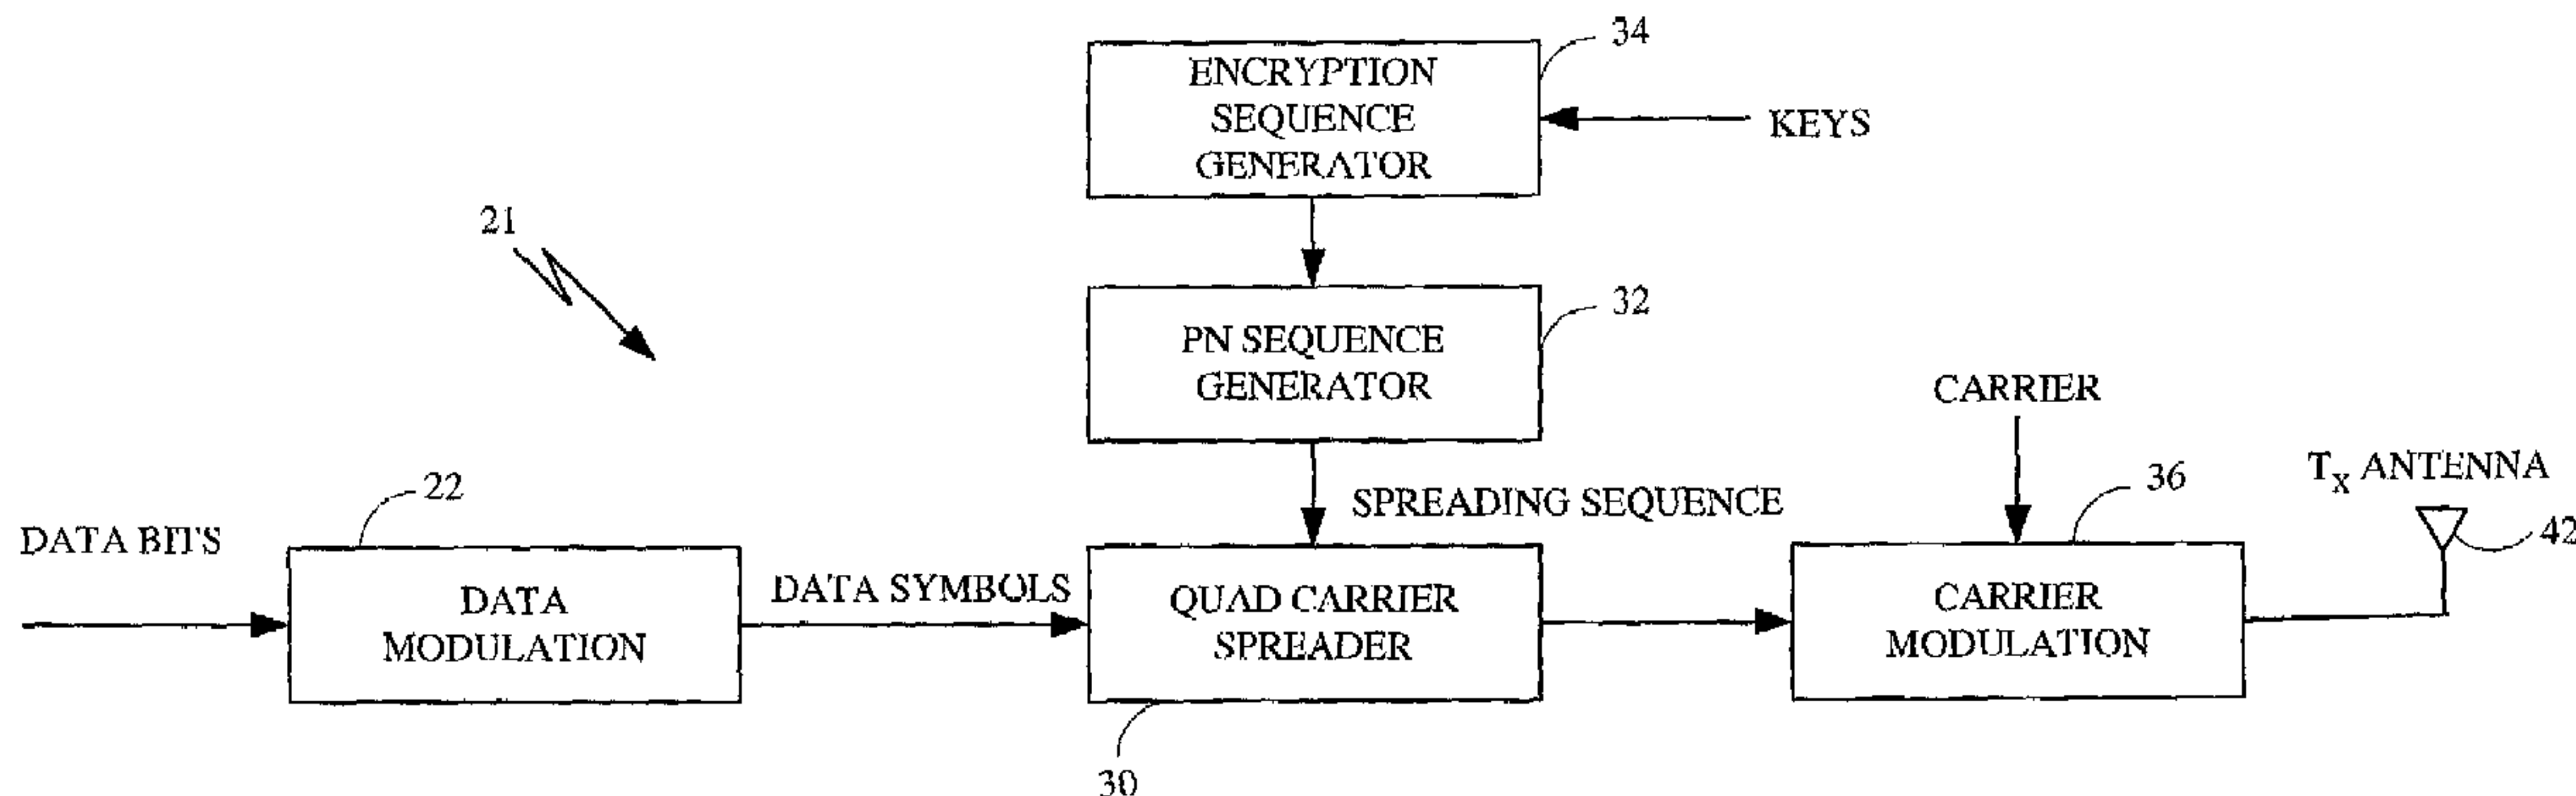 34
ENCRYPTION
SEQUENCE
GENERATOR
KEYS
21
32
PN SEQUENCE
GENERATOR
CARRIER
TX ANTENNA
22
SPREADING SEQUENCE
36
42
DATA BITS
DATA
MODULATION
DATA SYMBOLS
QUAD CARRIER
SPREADER
CARRIER
MODULATION
30